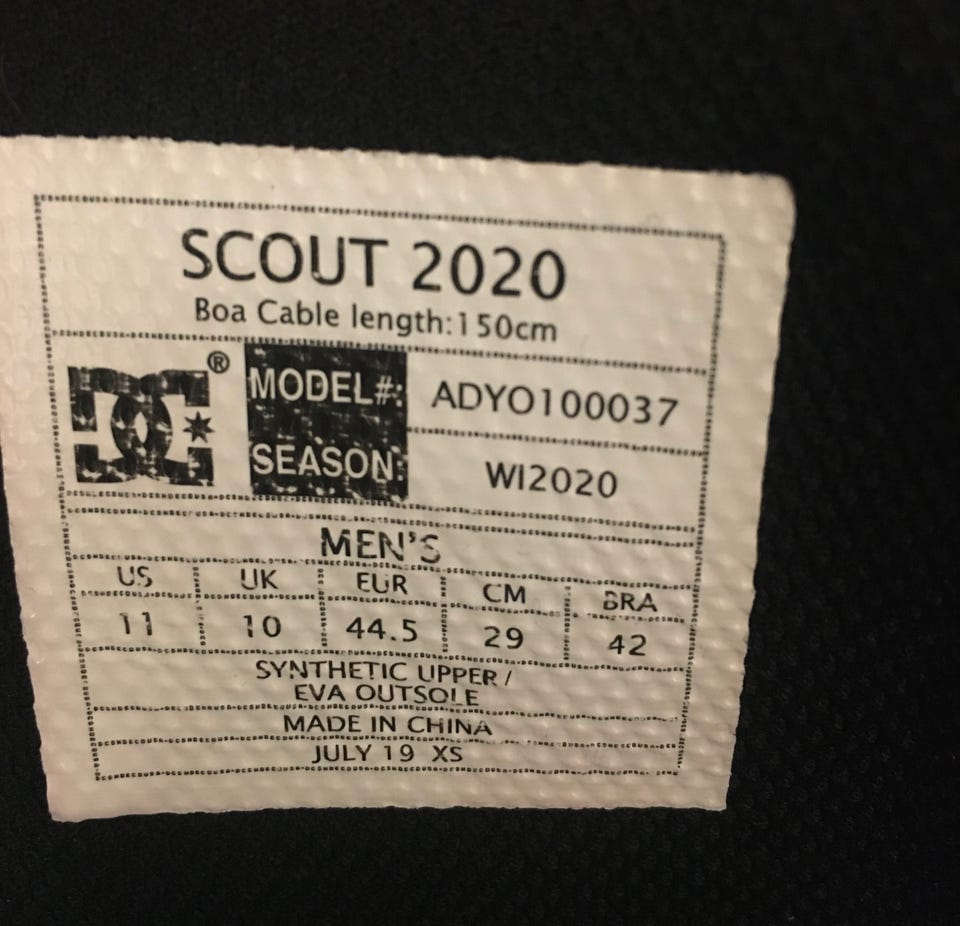 SCOUT 2020
Boa Cable length:150cm
DC®
MODEL#: ADYO100037
SEASON: WI2020
MEN'S
US UK EUR CM BRA
11 10 44.5 29 42
SYNTHETIC UPPER /
EVA OUTSOLE
MADE IN CHINA
JULY 19 XS